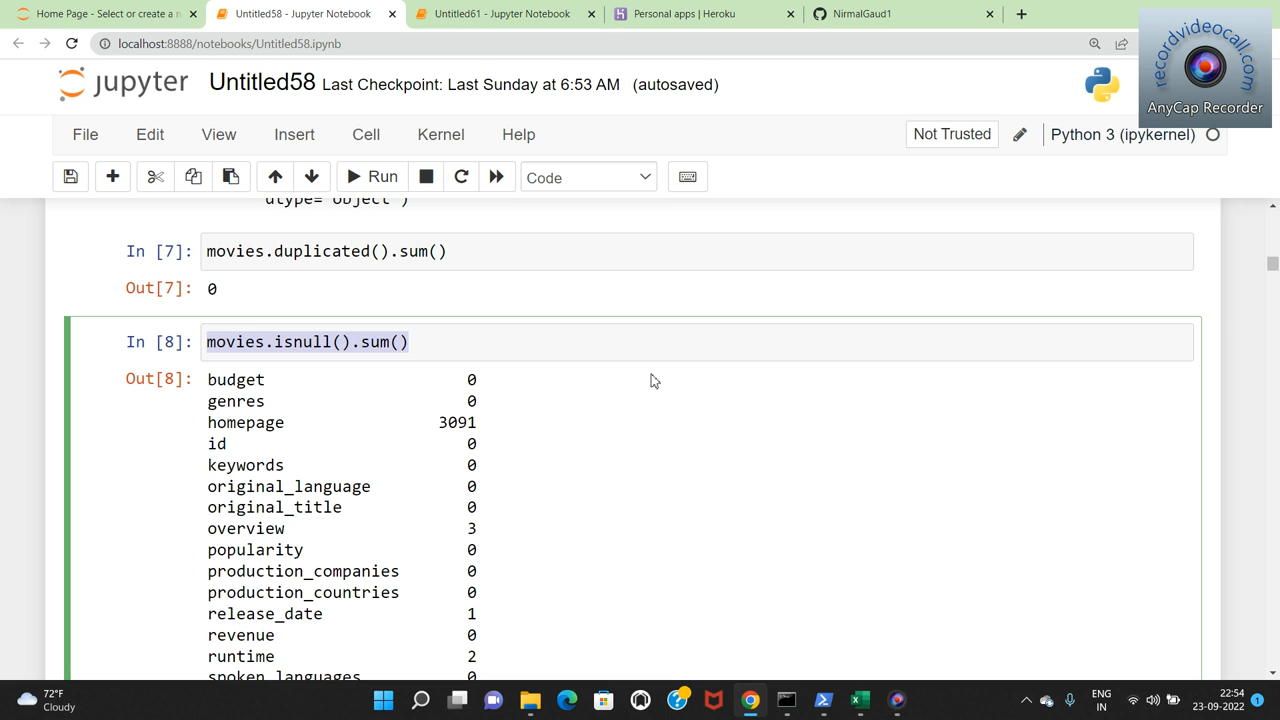 Home Page - Select or create a n
Untitled58 - Jupyter Notebook
Untitled61 - Jupyter Notebook
Personal apps | Heroku
NirmalGaud1
localhost:8888/notebooks/Untitled58.ipynb
recordvideocall.com
AnyCap Recorder
jupyter Untitled58 Last Checkpoint: Last Sunday at 6:53 AM (autosaved)
File Edit View Insert Cell Kernel Help
Not Trusted
Python 3 (ipykernel)
Run
Code
dtype='object')
In [7]: movies.duplicated().sum()
Out[7]: 0
In [8]: movies.isnull().sum()
Out[8]: budget 0
genres 0
homepage 3091
id 0
keywords 0
original_language 0
original_title 0
overview 3
popularity 0
production_companies 0
production_countries 0
release_date 1
revenue 0
runtime 2
spoken_languages 0
72°F
Cloudy
ENG
IN
22:54
23-09-2022
1